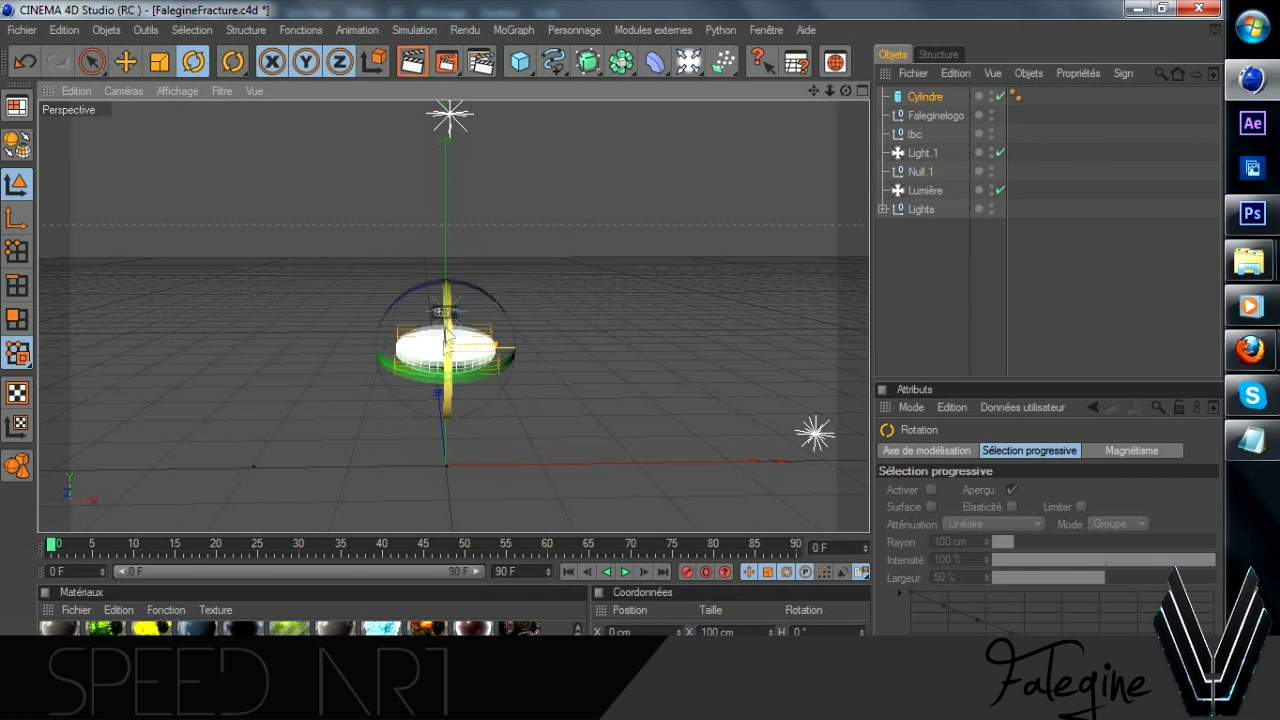 CINEMA 4D Studio (RC ) - [FalegineFracture.c4d *]
Fichier Edition Objets Outils Sélection Structure Fonctions Animation Simulation Rendu MoGraph Personnage Modules externes Python Fenêtre Aide
Edition Caméras Affichage Filtre Vue
Perspective
Y
Z
X
0 5 10 15 20 25 30 35 40 45 50 55 60 65 70 75 80 85 90 0 F
0 F 0 F 90 F 90 F
Matériaux
Fichier Edition Fonction Texture
Coordonnées
Position Taille Rotation
X 0 cm X 100 cm H 0 °
Objets Structure
Fichier Edition Vue Objets Propriétés Sign
Cylindre
Faleginelogo
lbc
Light.1
Null.1
Lumière
Lights
Attributs
Mode Edition Données utilisateur
Rotation
Axe de modélisation Sélection progressive Magnétisme
Sélection progressive
Activer Aperçu
Surface Elasticité Limiter
Atténuation Linéaire Mode Groupe
Rayon 100 cm
Intensité 100 %
Largeur 50 %
Ae
Ps
SPEED ART
Falegine